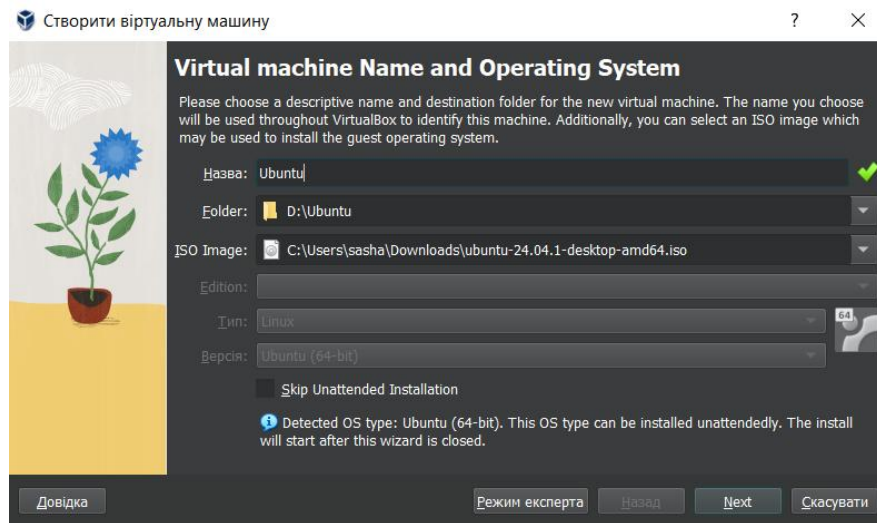 Створити віртуальну машину
Virtual machine Name and Operating System
Please choose a descriptive name and destination folder for the new virtual machine. The name you choose
will be used throughout VirtualBox to identify this machine. Additionally, you can select an ISO image which
may be used to install the guest operating system.
Назва: Ubuntu
Folder: D:\Ubuntu
ISO Image: C:\Users\sasha\Downloads\ubuntu-24.04.1-desktop-amd64.iso
Edition:
Тип: Linux
64
Версія: Ubuntu (64-bit)
Skip Unattended Installation
Detected OS type: Ubuntu (64-bit). This OS type can be installed unattendedly. The install
will start after this wizard is closed.
Довідка Режим експерта Назад Next Скасувати